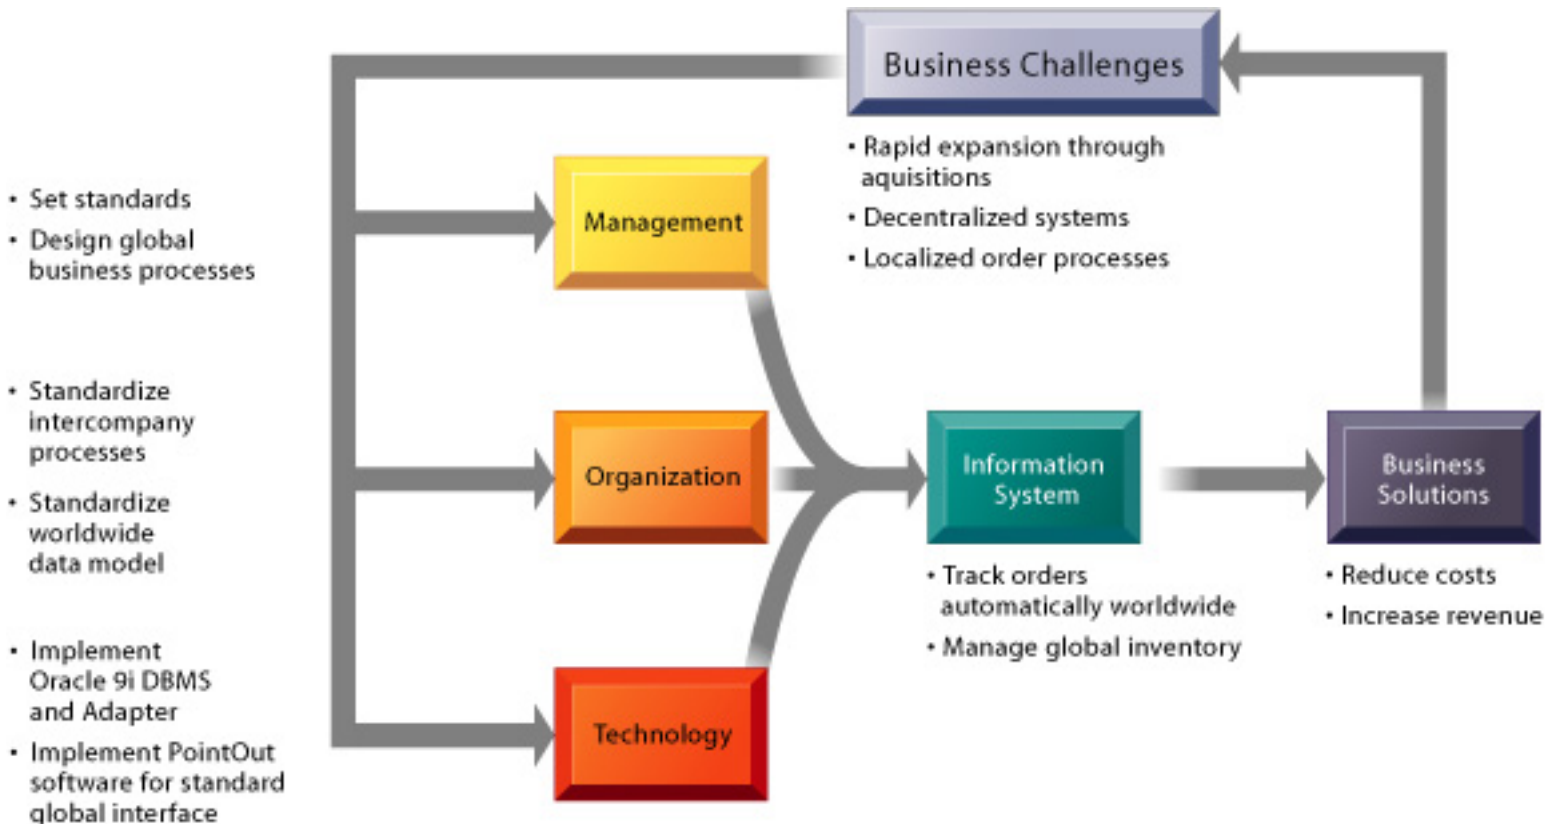 Business Challenges
• Rapid expansion through
aquisitions
• Decentralized systems
• Localized order processes
• Set standards
• Design global
business processes
Management
• Standardize
intercompany
processes
• Standardize
worldwide
data model
Organization
• Implement
Oracle 9i DBMS
and Adapter
• Implement PointOut
software for standard
global interface
Technology
Information
System
• Track orders
automatically worldwide
• Manage global inventory
Business
Solutions
• Reduce costs
• Increase revenue